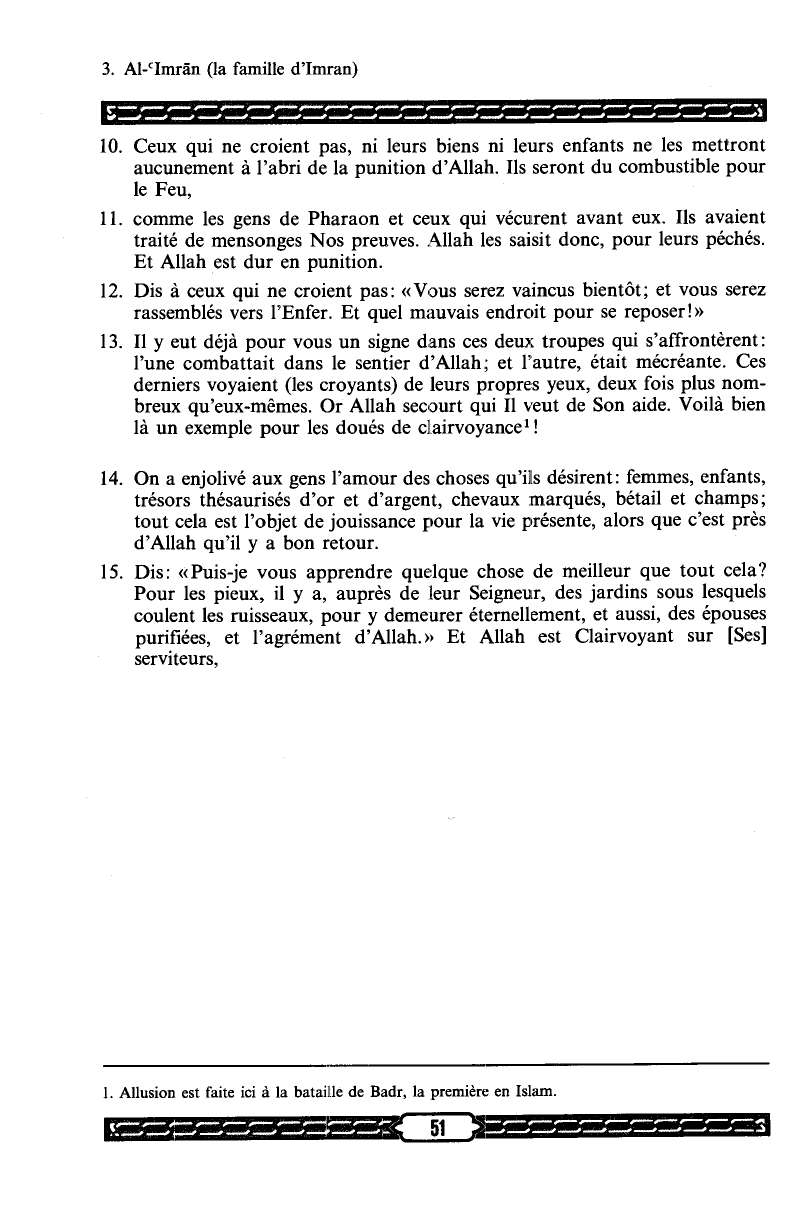 3. Al-ʿImrān (la famille d'Imran)
10. Ceux qui ne croient pas, ni leurs biens ni leurs enfants ne les mettront
aucunement à l'abri de la punition d'Allah. Ils seront du combustible pour
le Feu,
11. comme les gens de Pharaon et ceux qui vécurent avant eux. Ils avaient
traité de mensonges Nos preuves. Allah les saisit donc, pour leurs péchés.
Et Allah est dur en punition.
12. Dis à ceux qui ne croient pas: «Vous serez vaincus bientôt; et vous serez
rassemblés vers l'Enfer. Et quel mauvais endroit pour se reposer!»
13. Il y eut déjà pour vous un signe dans ces deux troupes qui s'affrontèrent:
l'une combattait dans le sentier d'Allah; et l'autre, était mécréante. Ces
derniers voyaient (les croyants) de leurs propres yeux, deux fois plus nom-
breux qu'eux-mêmes. Or Allah secourt qui Il veut de Son aide. Voilà bien
là un exemple pour les doués de clairvoyance¹!
14. On a enjolivé aux gens l'amour des choses qu'ils désirent: femmes, enfants,
trésors thésaurisés d'or et d'argent, chevaux marqués, bétail et champs;
tout cela est l'objet de jouissance pour la vie présente, alors que c'est près
d'Allah qu'il y a bon retour.
15. Dis: «Puis-je vous apprendre quelque chose de meilleur que tout cela?
Pour les pieux, il y a, auprès de leur Seigneur, des jardins sous lesquels
coulent les ruisseaux, pour y demeurer éternellement, et aussi, des épouses
purifiées, et l'agrément d'Allah.» Et Allah est Clairvoyant sur [Ses]
serviteurs,
1. Allusion est faite ici à la bataille de Badr, la première en Islam.
51